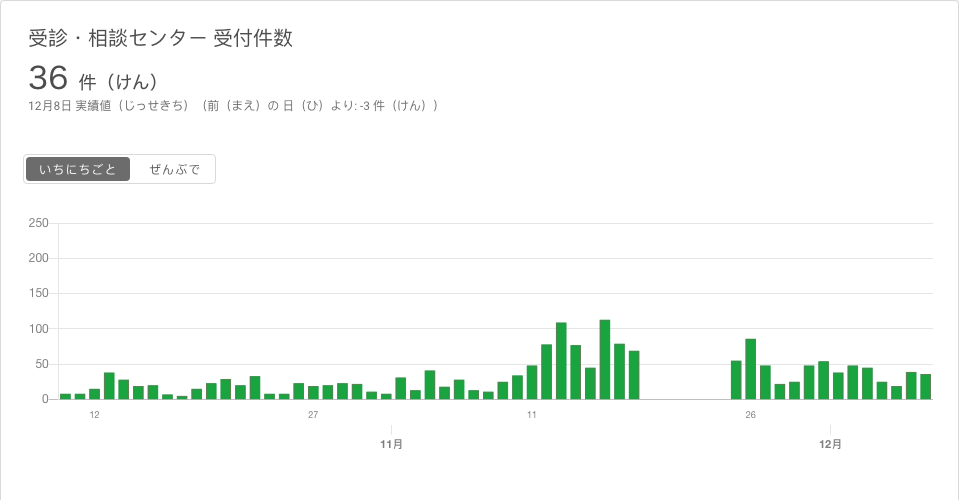 受診・相談センター 受付件数
36 件（けん）
12月8日 実績値（じっせきち）（前（まえ）の 日（ひ）より: -3 件（けん））
いちにちごと ぜんぶで
250
200
150
100
50
0
12 27 11 26
11月 12月